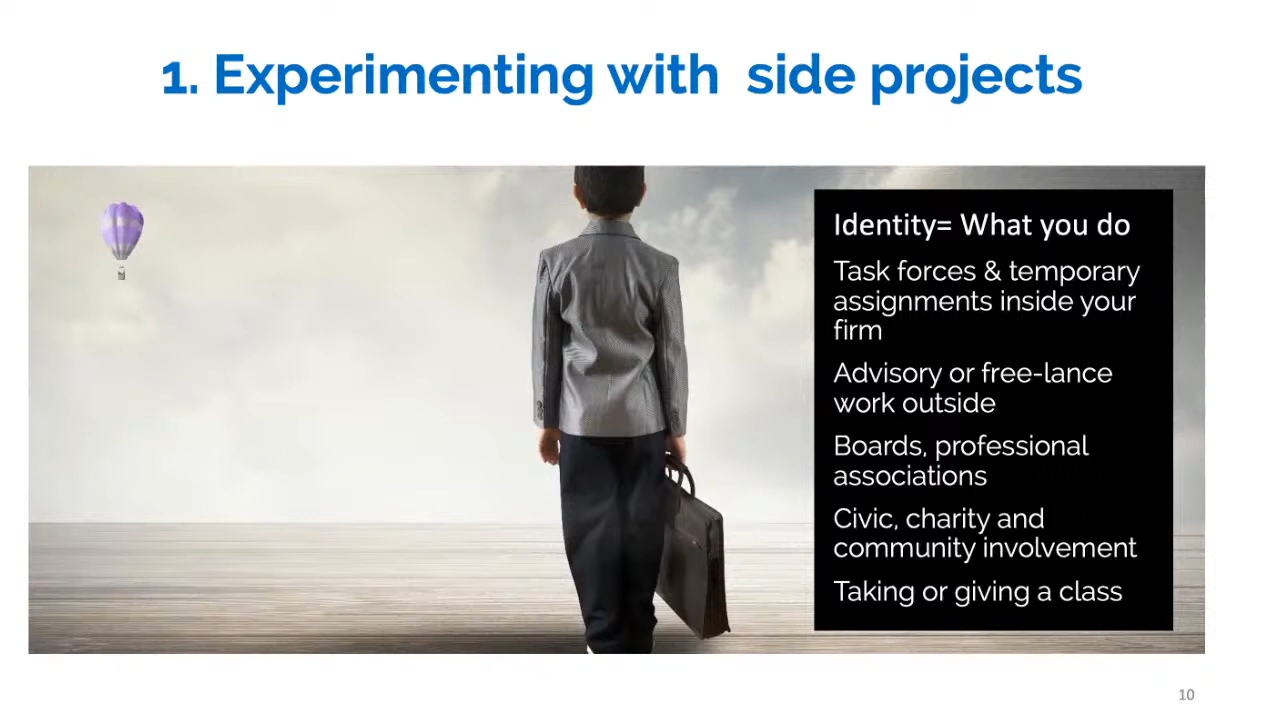 1. Experimenting with  side projects
Identity= What you do
Task forces & temporary
assignments inside your
firm
Advisory or free-lance
work outside
Boards, professional
associations
Civic, charity and
community involvement
Taking or giving a class
10